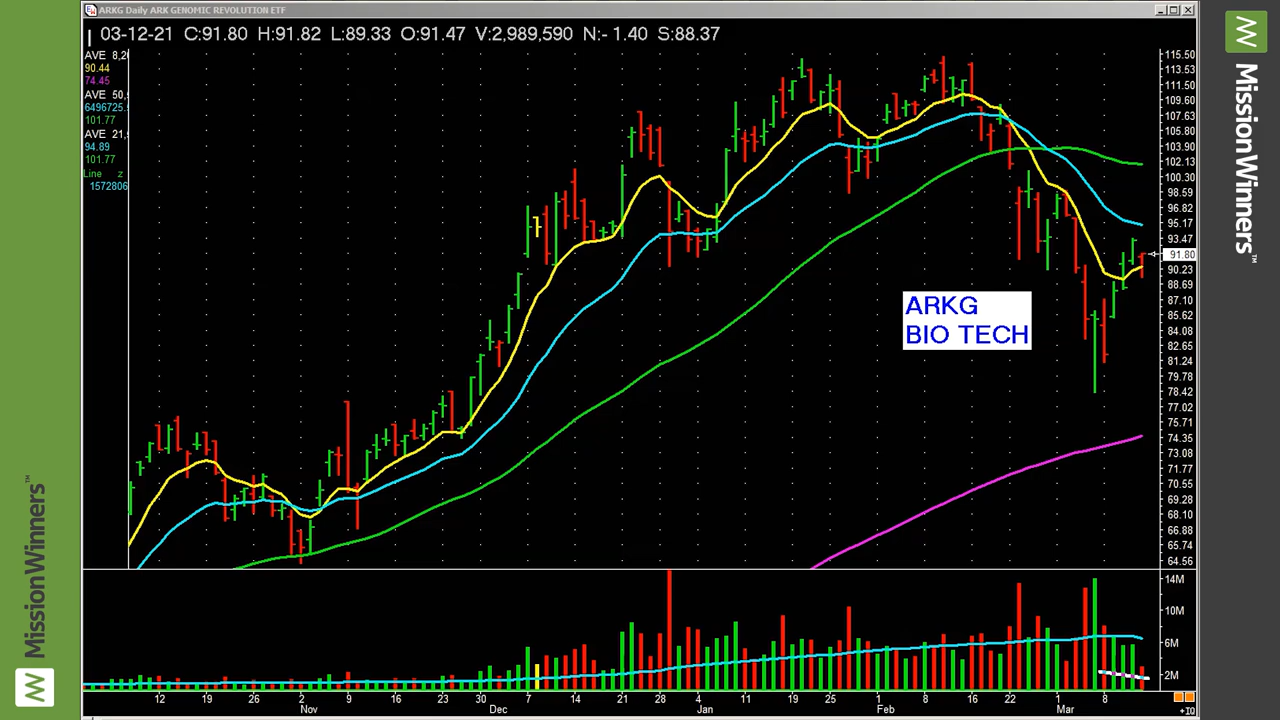 ARKG Daily ARK GENOMIC REVOLUTION ETF
03-12-21 C:91.80 H:91.82 L:89.33 O:91.47 V:2,989,590 N:- 1.40 S:88.37
AVE 8,20
90.44
74.45
AVE 50,
6496725.
101.77
AVE 21,
94.89
101.77
Line z
1572806
ARKG
BIO TECH
115.50
113.53
111.50
109.60
107.63
105.80
103.90
102.13
100.30
98.59
96.82
95.17
93.47
91.80
90.23
88.69
87.10
85.62
84.08
82.65
81.24
79.78
78.42
77.02
75.71
74.35
73.08
71.77
70.55
69.28
68.10
66.88
65.74
64.56
14M
10M
6M
2M
12 19 26 2 9 16 23 30 7 14 21 28 4 11 19 25 1 8 16 22 1 8
Nov Dec Jan Feb Mar
MissionWinners™
MissionWinners™